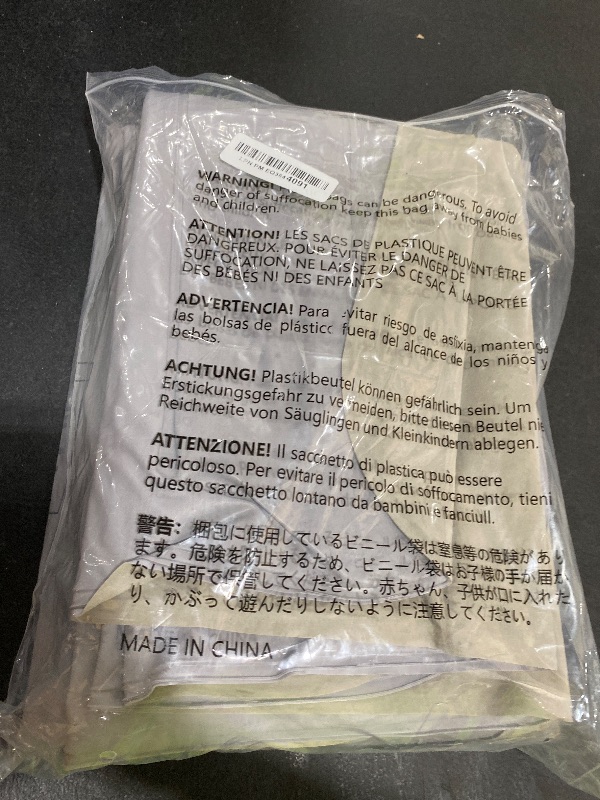 LPN PM E03544091
WARNING! bags can be dangerous. To avoid
danger of suffocation keep this bag away from babies
and children.
ATTENTION! LES SACS DE PLASTIQUE PEUVENT ÊTRE
DANGEREUX. POUR ÉVITER LE DANGER DE
SUFFOCATION, NE LAISSEZ PAS CE SAC À LA PORTÉE
DES BÉBÉS NI DES ENFANTS
ADVERTENCIA! Para evitar riesgo de asfixia, mantenga
las bolsas de plástico fuera del alcance de los niños y
bebés.
ACHTUNG! Plastikbeutel können gefährlich sein. Um
Erstickungsgefahr zu vermeiden, bitte diesen Beutel nie
Reichweite von Säuglingen und Kleinkindern ablegen.
ATTENZIONE! Il sacchetto di plastica può essere
pericoloso. Per evitare il pericolo di soffocamento, tieni
questo sacchetto lontano da bambini e fanciull.
警告: 梱包に使用しているビニール袋は窒息等の危険があり
ます。危険を防止するため、ビニール袋はお子様の手が届か
ない場所で保管してください。赤ちゃん、子供が口に入れた
り、かぶって遊んだりしないように注意してください。
MADE IN CHINA